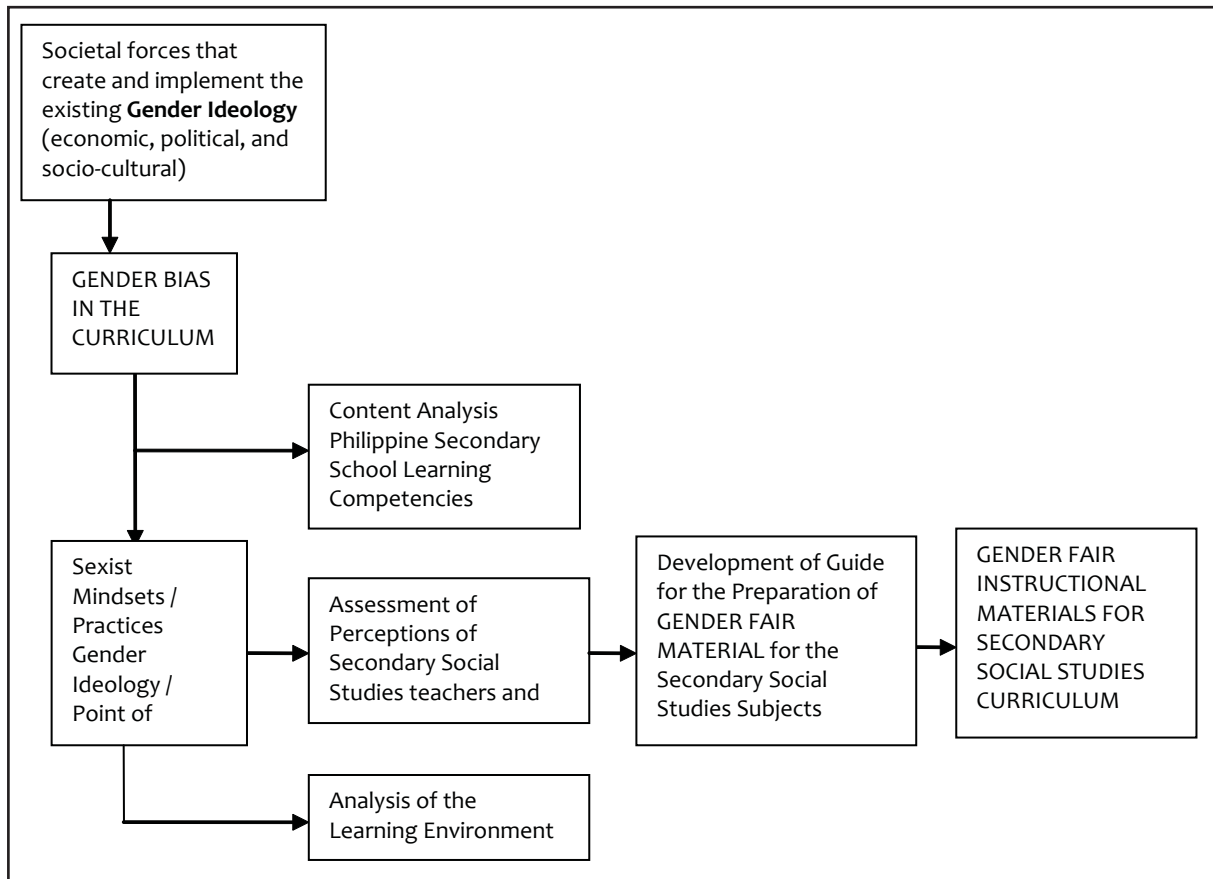 Societal forces that
create and implement the
existing Gender Ideology
(economic, political, and
socio-cultural)
GENDER BIAS
IN THE
CURRICULUM
Content Analysis
Philippine Secondary
School Learning
Competencies
Sexist
Mindsets /
Practices
Gender
Ideology /
Point of
Assessment of
Perceptions of
Secondary Social
Studies teachers and
Development of Guide
for the Preparation of
GENDER FAIR
MATERIAL for the
Secondary Social
Studies Subjects
GENDER FAIR
INSTRUCTIONAL
MATERIALS FOR
SECONDARY
SOCIAL STUDIES
CURRICULUM
Analysis of the
Learning Environment